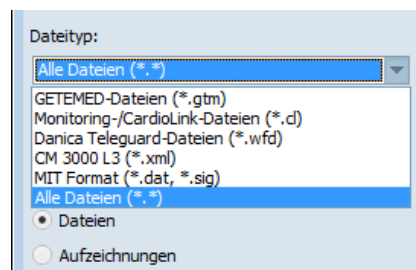 Dateityp:
Alle Dateien (*.*)
GETEMED-Dateien (*.gtm)
Monitoring-/CardioLink-Dateien (*.cl)
Danica Teleguard-Dateien (*.wfd)
CM 3000 L3 (*.xml)
MIT Format (*.dat, *.sig)
Alle Dateien (*.*)
Dateien
Aufzeichnungen